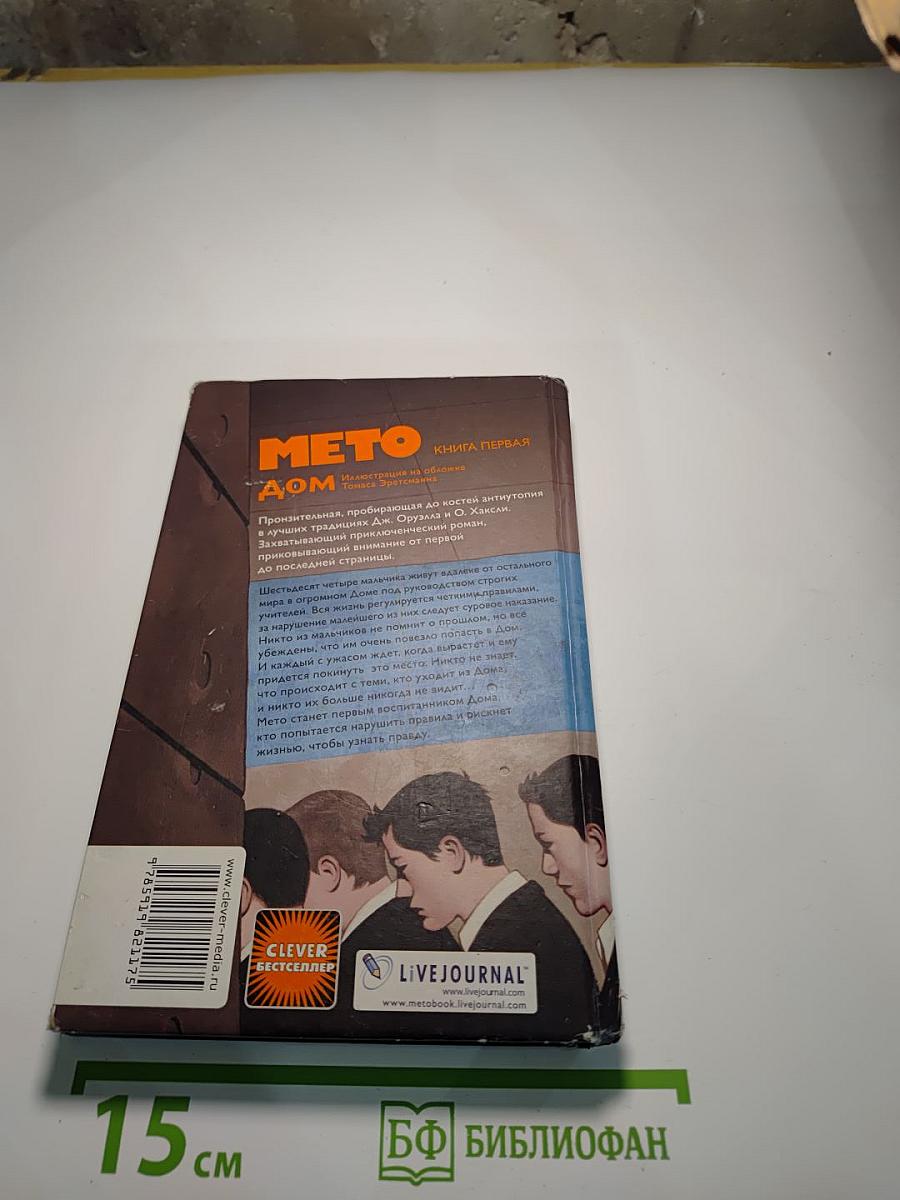 МЕТО КНИГА ПЕРВАЯ
ДОМ Иллюстрация на обложке
Томаса Эретсманна
Пронзительная, пробирающая до костей антиутопия
в лучших традициях Дж. Оруэлла и О. Хаксли.
Захватывающий приключенческий роман,
приковывающий внимание от первой
до последней страницы.
Шестьдесят четыре мальчика живут вдалеке от остального
мира в огромном Доме под руководством строгих
учителей. Вся жизнь регулируется четкими правилами,
за нарушение малейшего из них следует суровое наказание.
Никто из мальчиков не помнит о прошлом, но все
убеждены, что им очень повезло попасть в Дом.
И каждый с ужасом ждет, когда вырастет и ему
придется покинуть это место. Никто не знает,
что происходит с теми, кто уходит из Дома,
и никто их больше никогда не видит...
Мето станет первым воспитанником Дома,
кто попытается нарушить правила и рискнет
жизнью, чтобы узнать правду.
www.clever-media.ru
9785919821175
CLEVER
БЕСТСЕЛЛЕР
LIVEJOURNAL™
www.livejournal.com
www.metobook.livejournal.com
15 см
БФ БИБЛИОФАН